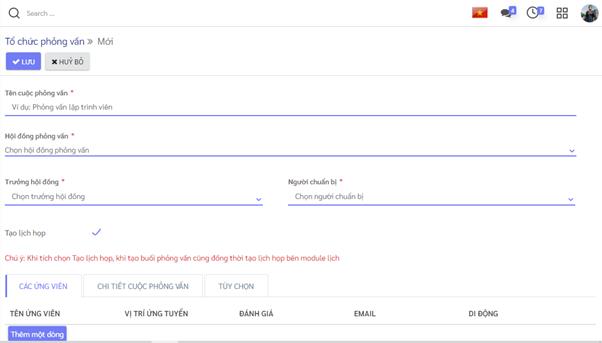 Search ...
4
7
Tổ chức phỏng vấn » Mới
LƯU
HUỶ BỎ
Tên cuộc phỏng vấn *
Ví dụ: Phỏng vấn lập trình viên
Hội đồng phỏng vấn *
Chọn hội đồng phỏng vấn
Trưởng hội đồng *
Người chuẩn bị *
Chọn trưởng hội đồng
Chọn người chuẩn bị
Tạo lịch họp
Chú ý: Khi tích chọn Tạo lịch họp, khi tạo buổi phỏng vấn cũng đồng thời tạo lịch họp bên module lịch
CÁC ỨNG VIÊN
CHI TIẾT CUỘC PHỎNG VẤN
TÙY CHỌN
TÊN ỨNG VIÊN
VỊ TRÍ ỨNG TUYỂN
ĐÁNH GIÁ
EMAIL
DI ĐỘNG
Thêm một dòng